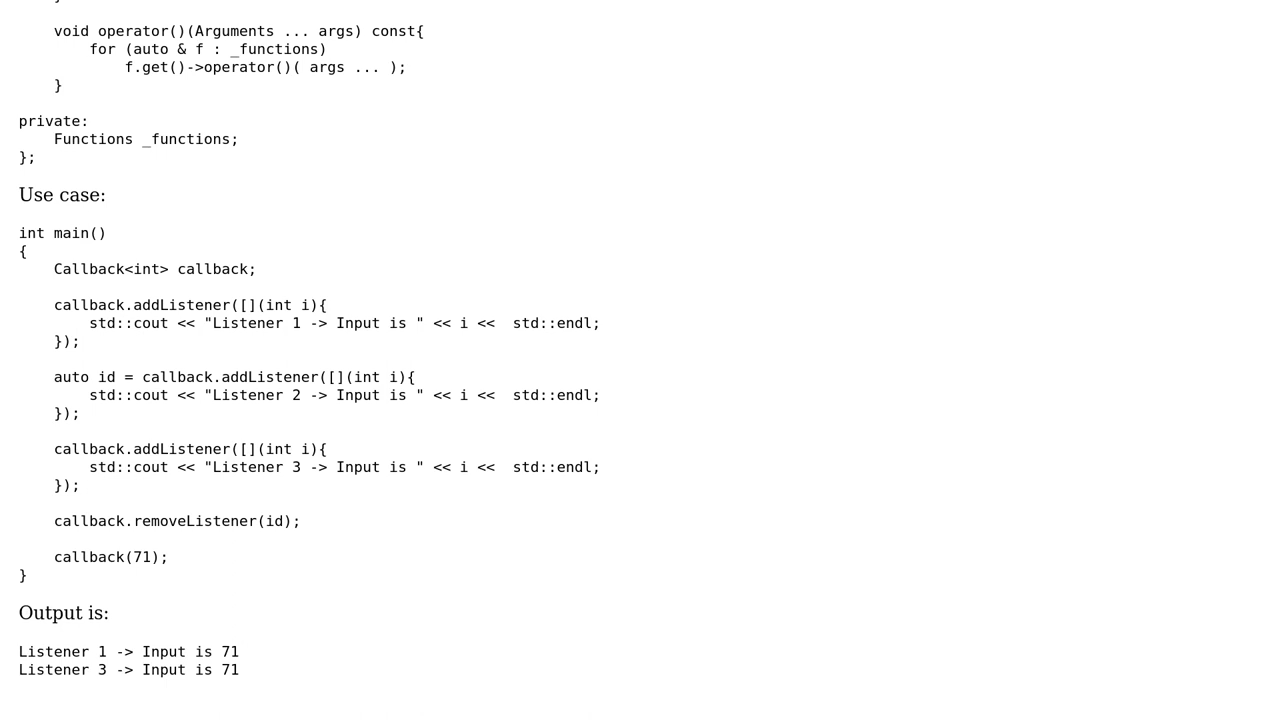 void operator()(Arguments ... args) const{
        for (auto & f : _functions)
            f.get()->operator()( args ... );
    }

private:
    Functions _functions;
};
Use case:
int main()
{
    Callback<int> callback;

    callback.addListener([](int i){
        std::cout << "Listener 1 -> Input is " << i <<  std::endl;
    });

    auto id = callback.addListener([](int i){
        std::cout << "Listener 2 -> Input is " << i <<  std::endl;
    });

    callback.addListener([](int i){
        std::cout << "Listener 3 -> Input is " << i <<  std::endl;
    });

    callback.removeListener(id);

    callback(71);
}
Output is:
Listener 1 -> Input is 71
Listener 3 -> Input is 71